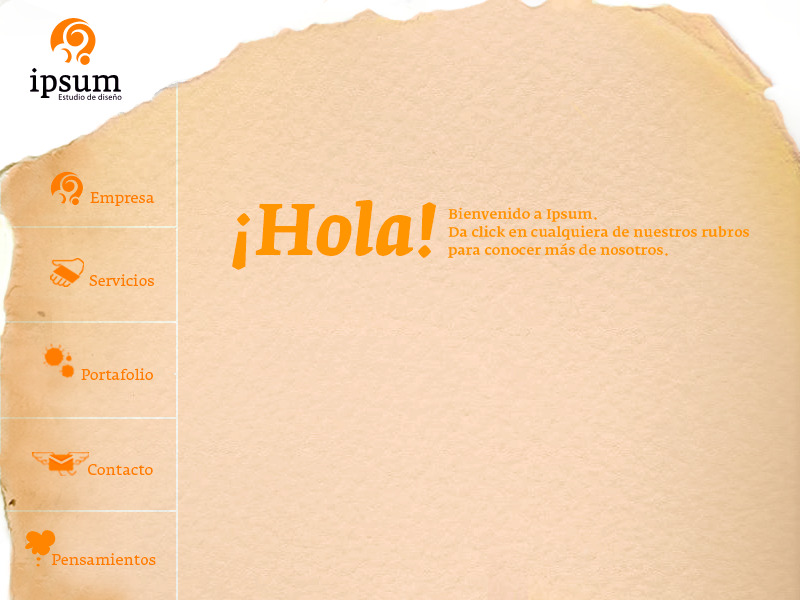 ipsum
Estudio de diseño
Empresa
Servicios
Portafolio
Contacto
Pensamientos
¡Hola!
Bienvenido a Ipsum.
Da click en cualquiera de nuestros rubros
para conocer más de nosotros.